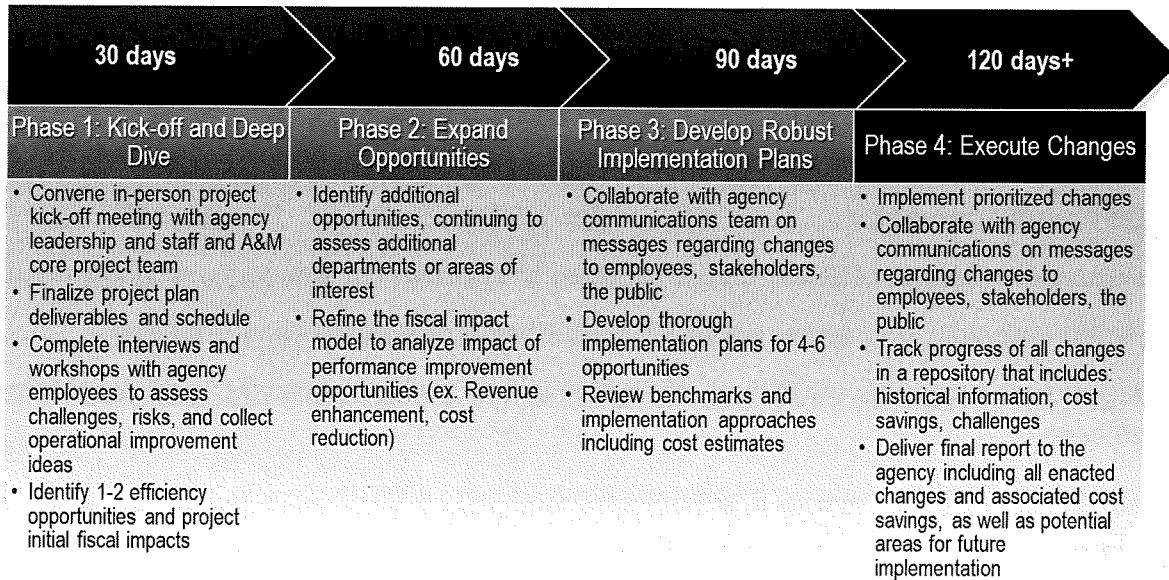 30 days
60 days
90 days
120 days+
Phase 1: Kick-off and Deep
Dive
Phase 2: Expand
Opportunities
Phase 3: Develop Robust
Implementation Plans
Phase 4: Execute Changes
• Convene in-person project
kick-off meeting with agency
leadership and staff and A&M
core project team
• Finalize project plan
deliverables and schedule
• Complete interviews and
workshops with agency
employees to assess
challenges, risks, and collect
operational improvement
ideas
• Identify 1-2 efficiency
opportunities and project
initial fiscal impacts
• Identify additional
opportunities, continuing to
assess additional
departments or areas of
interest
• Refine the fiscal impact
model to analyze impact of
performance improvement
opportunities (ex. Revenue
enhancement, cost
reduction)
• Collaborate with agency
communications team on
messages regarding changes
to employees, stakeholders,
the public
• Develop thorough
implementation plans for 4-6
opportunities
• Review benchmarks and
implementation approaches
including cost estimates
• Implement prioritized changes
• Collaborate with agency
communications on messages
regarding changes to
employees, stakeholders, the
public
• Track progress of all changes
in a repository that includes:
historical information, cost
savings, challenges
• Deliver final report to the
agency including all enacted
changes and associated cost
savings, as well as potential
areas for future
implementation